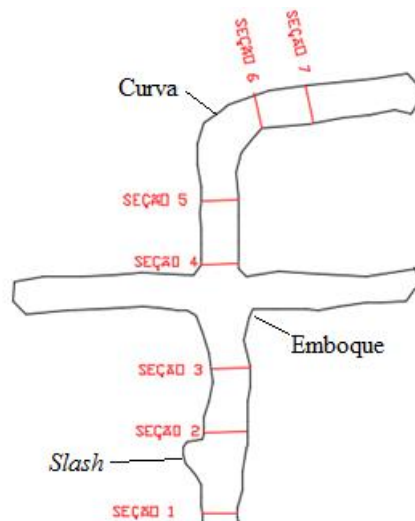 SEÇÃO 6
SEÇÃO 7
Curva
SEÇÃO 5
SEÇÃO 4
Emboque
SEÇÃO 3
SEÇÃO 2
Slash
SEÇÃO 1